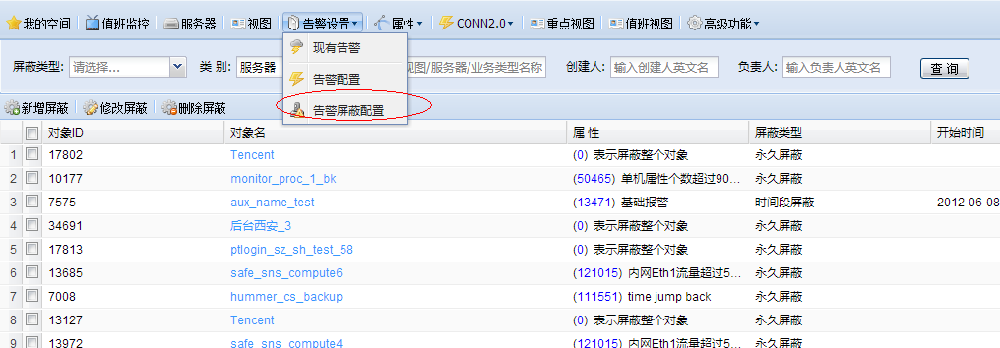 我的空间 值班监控 服务器 视图 告警设置 属性 CONN2.0 重点视图 值班视图 高级功能
现有告警
告警配置
告警屏蔽配置
屏蔽类型: 请选择... 类 别: 服务器 视图/服务器/业务类型名称 创建人: 输入创建人英文名 负责人: 输入负责人英文名 查 询
新增屏蔽 修改屏蔽 删除屏蔽
对象ID 对象名 属 性 屏蔽类型 开始时间
1 17802 Tencent (0) 表示屏蔽整个对象 永久屏蔽
2 10177 monitor_proc_1_bk (50465) 单机属性个数超过90... 永久屏蔽
3 7575 aux_name_test (13471) 基础报警 时间段屏蔽 2012-06-08
4 34691 后台西安_3 (0) 表示屏蔽整个对象 永久屏蔽
5 17813 ptlogin_sz_sh_test_58 (0) 表示屏蔽整个对象 永久屏蔽
6 13685 safe_sns_compute6 (121015) 内网Eth1流量超过5... 永久屏蔽
7 7008 hummer_cs_backup (111551) time jump back 永久屏蔽
8 13127 Tencent (0) 表示屏蔽整个对象 永久屏蔽
9 13972 safe_sns_compute4 (121015) 内网Eth1流量超过5... 永久屏蔽